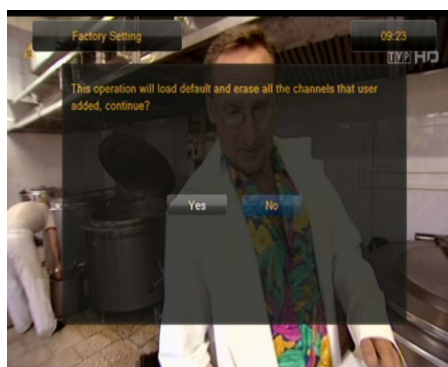 Factory Setting
09:23
TVP HD
This operation will load default and erase all the channels that user
added, continue?
Yes
No